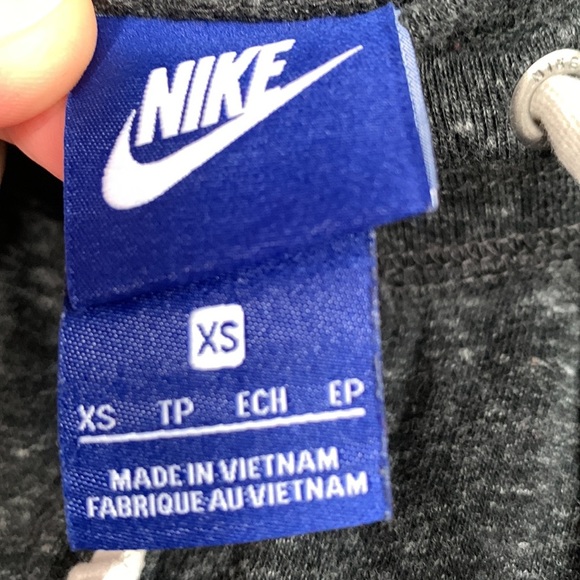 NIKE
XS
XS TP ECH EP
MADE IN VIETNAM
FABRIQUE AU VIETNAM